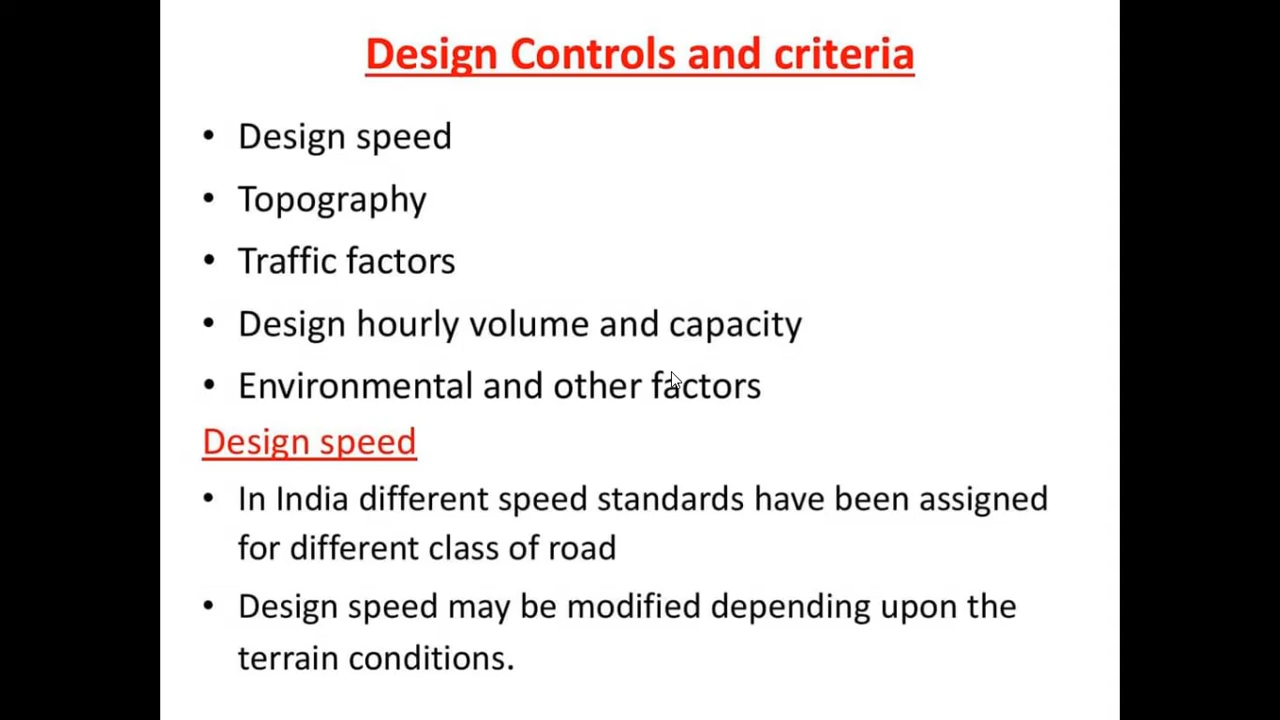 Design Controls and criteria
• Design speed
• Topography
• Traffic factors
• Design hourly volume and capacity
• Environmental and other factors
Design speed
• In India different speed standards have been assigned
for different class of road
• Design speed may be modified depending upon the
terrain conditions.